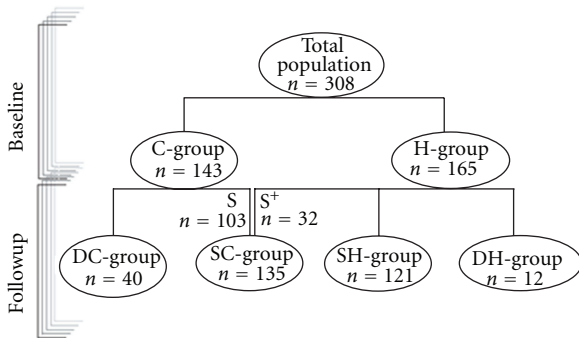 Baseline
Followup
Total
population
n = 308
C-group
n = 143
H-group
n = 165
S
n = 103
S+
n = 32
DC-group
n = 40
SC-group
n = 135
SH-group
n = 121
DH-group
n = 12